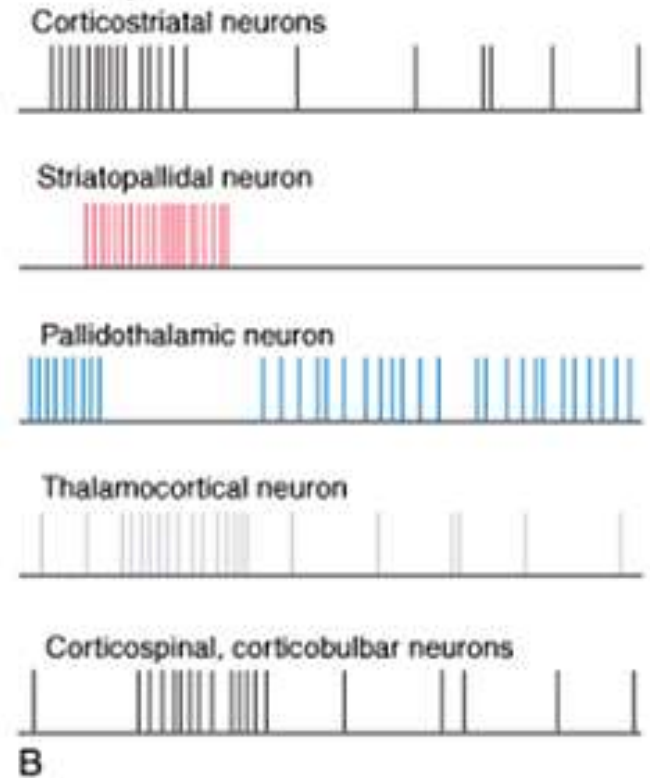 Corticostriatal neurons
Striatopallidal neuron
Pallidothalamic neuron
Thalamocortical neuron
Corticospinal, corticobulbar neurons
B